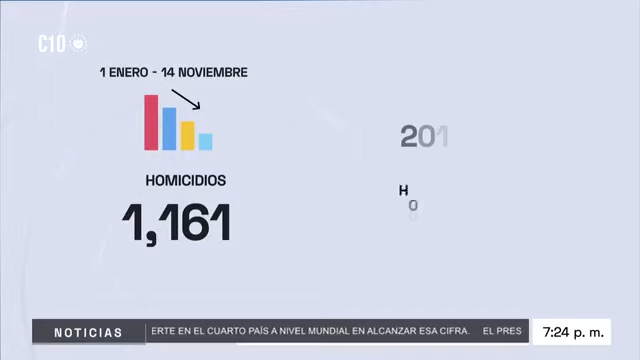 C10
1 ENERO - 14 NOVIEMBRE
HOMICIDIOS
1,161
201
H
NOTICIAS
ERTE EN EL CUARTO PAÍS A NIVEL MUNDIAL EN ALCANZAR ESA CIFRA. EL PRES
7:24 p. m.